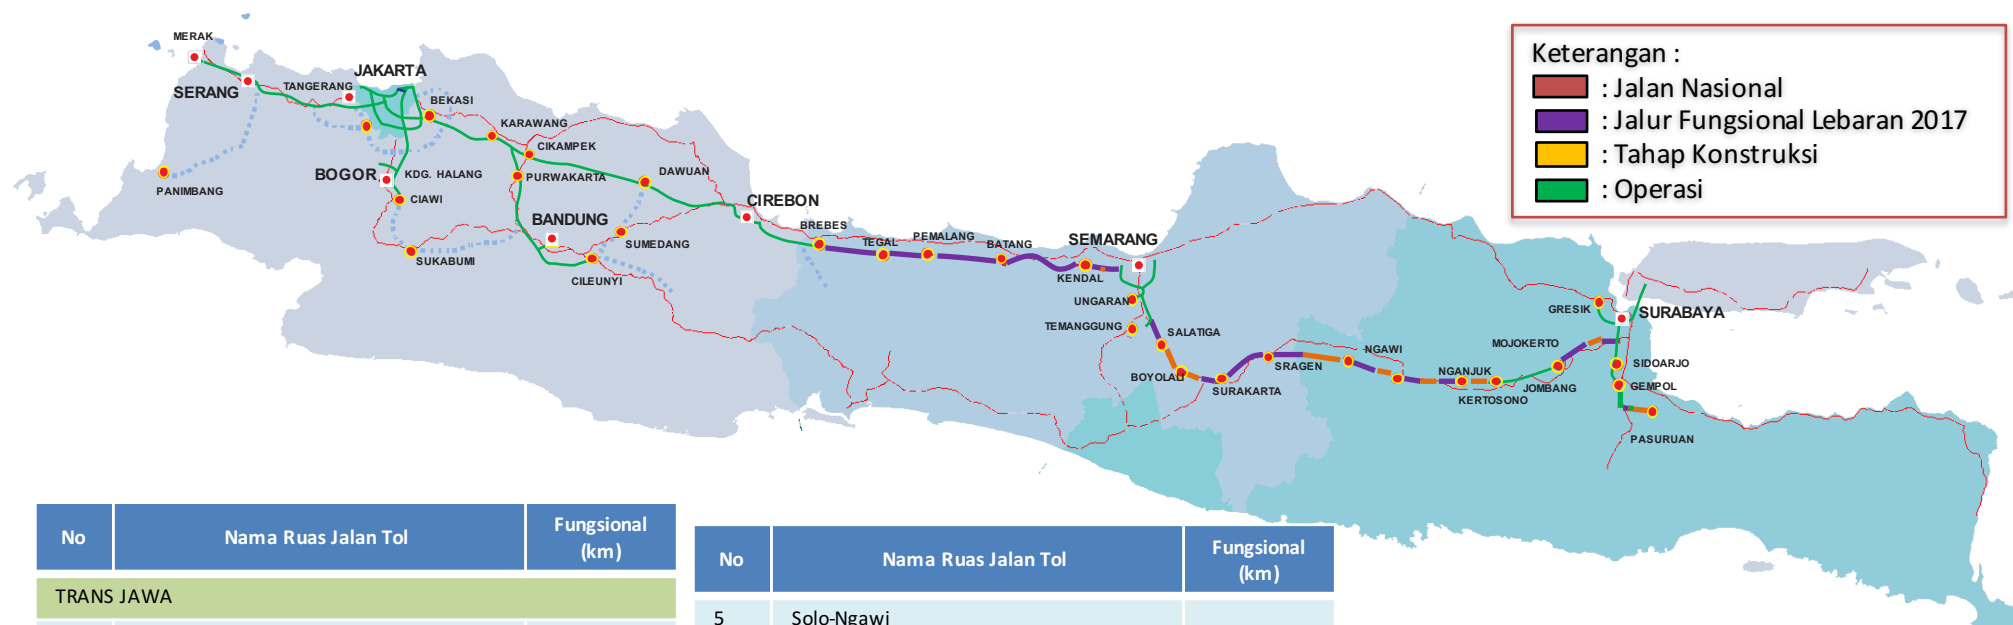 MERAK
SERANG
TANGERANG
JAKARTA
BEKASI
KARAWANG
CIKAMPEK
PANIMBANG
BOGOR
KDG. HALANG
CIAWI
PURWAKARTA
DAWUAN
BANDUNG
SUMEDANG
SUKABUMI
CILEUNYI
CIREBON
BREBES
TEGAL
PEMALANG
BATANG
SEMARANG
KENDAL
UNGARAN
TEMANGGUNG
SALATIGA
BOYOLALI
SURAKARTA
SRAGEN
NGAWI
NGANJUK
KERTOSONO
JOMBANG
MOJOKERTO
GRESIK
SURABAYA
SIDOARJO
GEMPOL
PASURUAN
Keterangan :
: Jalan Nasional
: Jalur Fungsional Lebaran 2017
: Tahap Konstruksi
: Operasi
No Nama Ruas Jalan Tol Fungsional (km)
TRANS JAWA
No Nama Ruas Jalan Tol Fungsional (km)
5 Solo-Ngawi